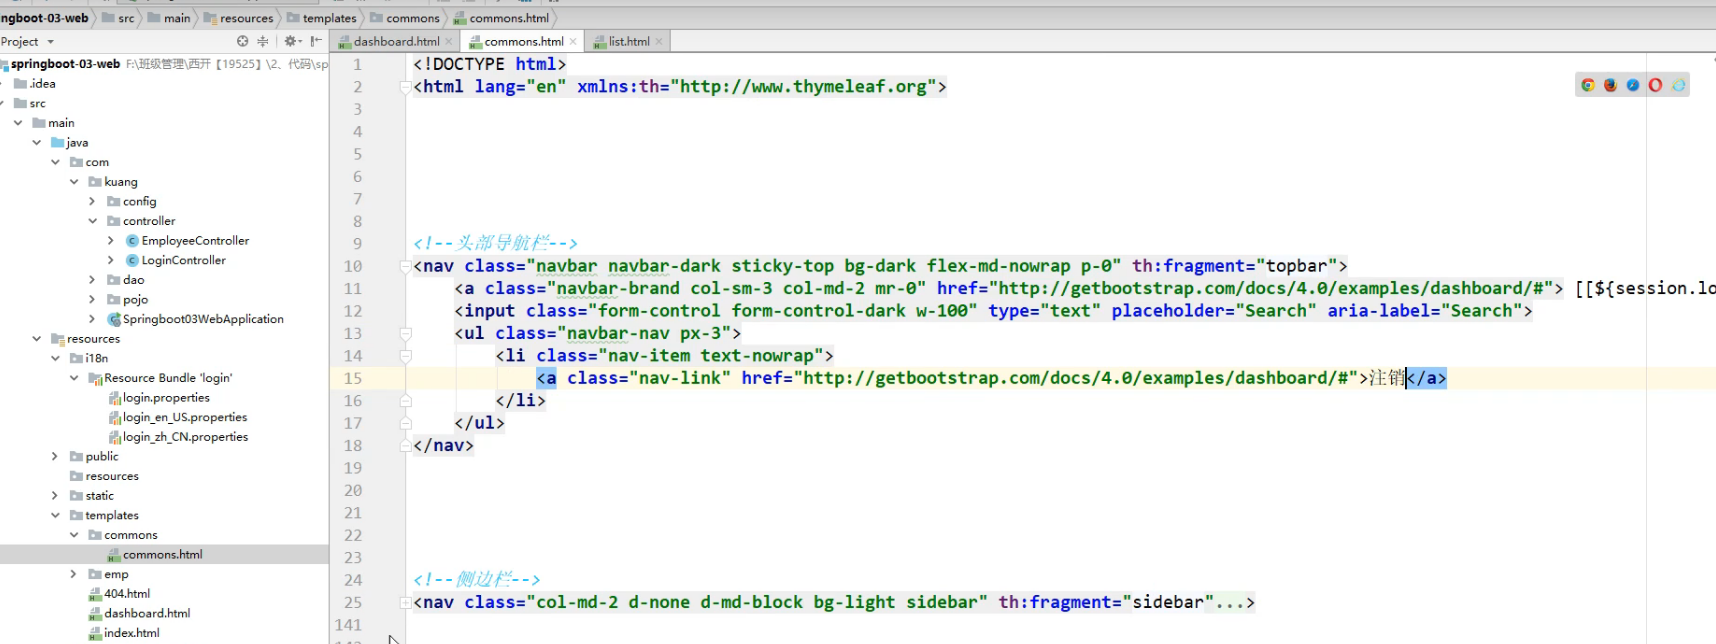 ngboot-03-web src main resources templates commons commons.html
Project
dashboard.html commons.html list.html
springboot-03-web F:\班级管理\西开【19525】\2、代码\sp
.idea
src
main
java
com
kuang
config
controller
EmployeeController
LoginController
dao
pojo
Springboot03WebApplication
resources
i18n
Resource Bundle 'login'
login.properties
login_en_US.properties
login_zh_CN.properties
public
resources
static
templates
commons
commons.html
emp
404.html
dashboard.html
index.html
1 <!DOCTYPE html>
2 <html lang="en" xmlns:th="http://www.thymeleaf.org">
3
4
5
6
7
8
9 <!--头部导航栏-->
10 <nav class="navbar navbar-dark sticky-top bg-dark flex-md-nowrap p-0" th:fragment="topbar">
11 <a class="navbar-brand col-sm-3 col-md-2 mr-0" href="http://getbootstrap.com/docs/4.0/examples/dashboard/#"> [[${session.lo
12 <input class="form-control form-control-dark w-100" type="text" placeholder="Search" aria-label="Search">
13 <ul class="navbar-nav px-3">
14 <li class="nav-item text-nowrap">
15 <a class="nav-link" href="http://getbootstrap.com/docs/4.0/examples/dashboard/#">注销</a>
16 </li>
17 </ul>
18 </nav>
19
20
21
22
23
24 <!--侧边栏-->
25 <nav class="col-md-2 d-none d-md-block bg-light sidebar" th:fragment="sidebar"...>
141